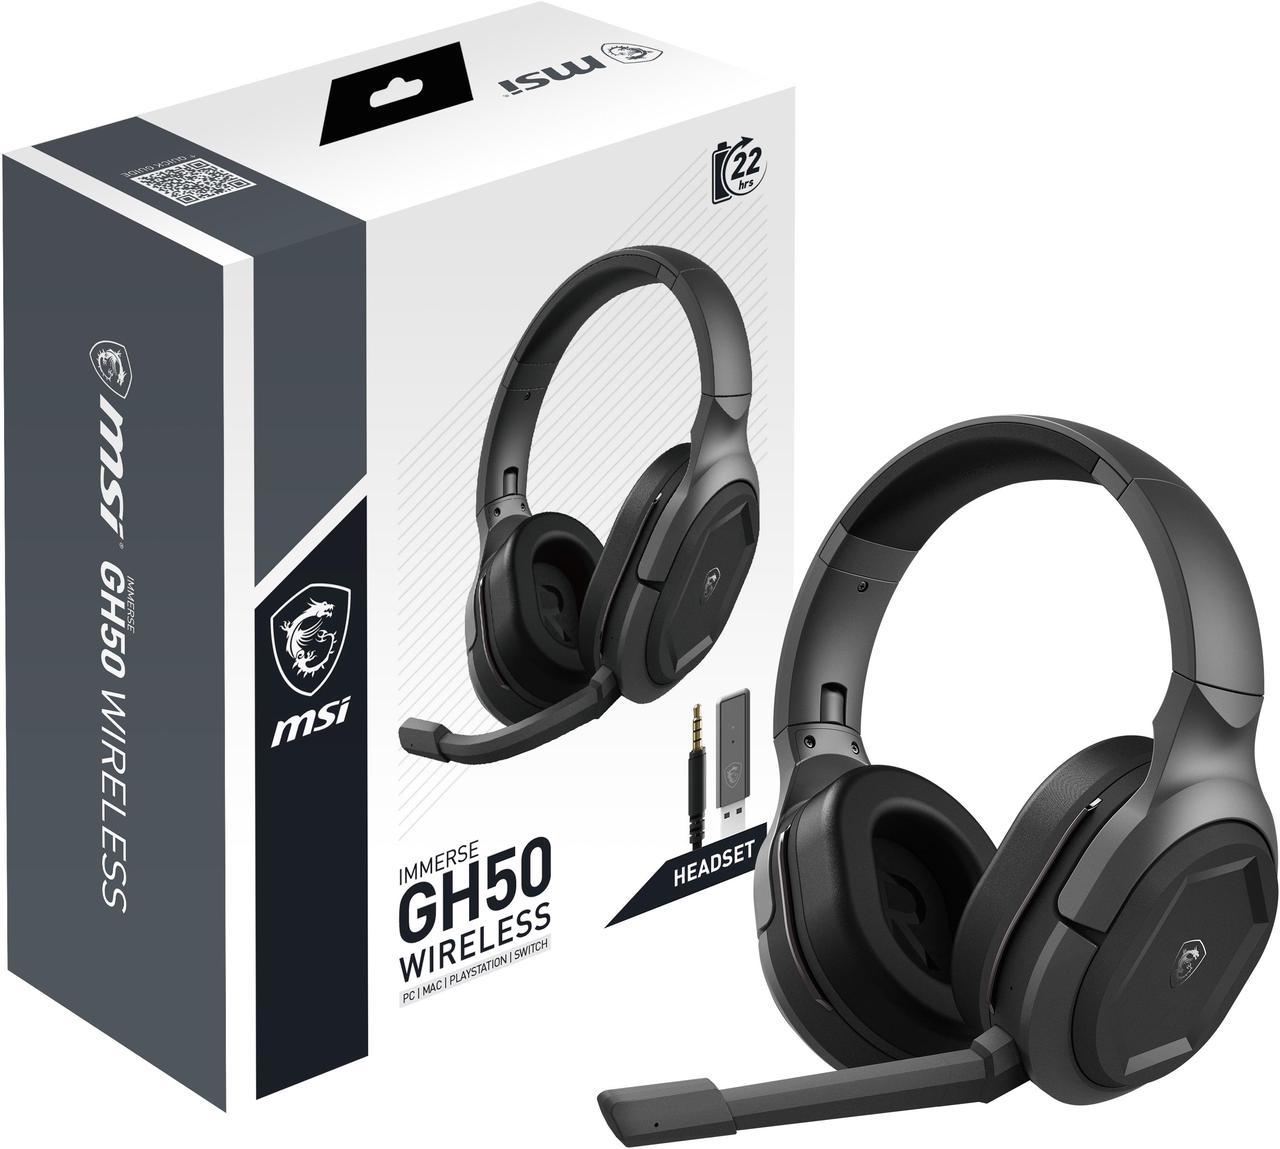 msi
+ QUICK GUIDE
22
hrs
msi
IMMERSE
GH50 WIRELESS
msi
HEADSET
IMMERSE
GH50
WIRELESS
PC | MAC | PLAYSTATION | SWITCH